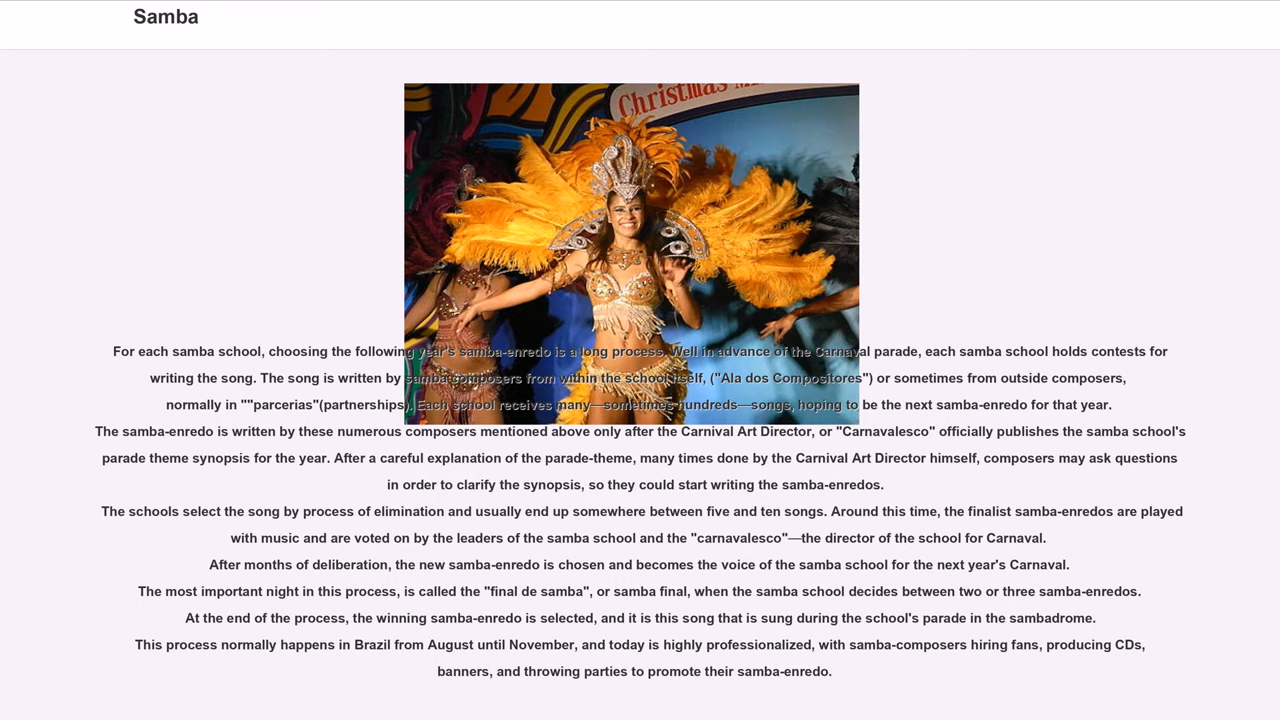 Samba
Christmas
For each samba school, choosing the following year's samba-enredo is a long process. Well in advance of the Carnaval parade, each samba school holds contests for
writing the song. The song is written by samba composers from within the school itself, ("Ala dos Compositores") or sometimes from outside composers,
normally in ""parcerias"(partnerships). Each school receives many—sometimes hundreds—songs, hoping to be the next samba-enredo for that year.
The samba-enredo is written by these numerous composers mentioned above only after the Carnival Art Director, or "Carnavalesco" officially publishes the samba school's
parade theme synopsis for the year. After a careful explanation of the parade-theme, many times done by the Carnival Art Director himself, composers may ask questions
in order to clarify the synopsis, so they could start writing the samba-enredos.
The schools select the song by process of elimination and usually end up somewhere between five and ten songs. Around this time, the finalist samba-enredos are played
with music and are voted on by the leaders of the samba school and the "carnavalesco"—the director of the school for Carnaval.
After months of deliberation, the new samba-enredo is chosen and becomes the voice of the samba school for the next year's Carnaval.
The most important night in this process, is called the "final de samba", or samba final, when the samba school decides between two or three samba-enredos.
At the end of the process, the winning samba-enredo is selected, and it is this song that is sung during the school's parade in the sambadrome.
This process normally happens in Brazil from August until November, and today is highly professionalized, with samba-composers hiring fans, producing CDs,
banners, and throwing parties to promote their samba-enredo.